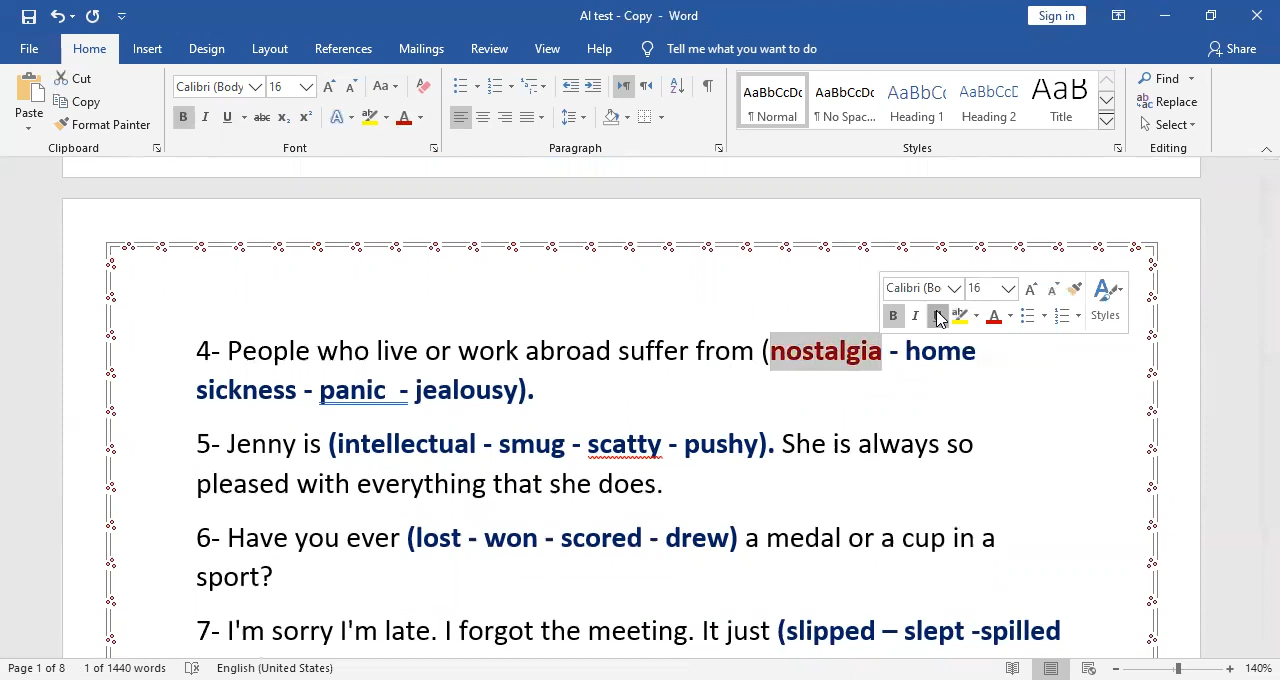 AI test - Copy - Word
Sign in
File Home Insert Design Layout References Mailings Review View Help Tell me what you want to do Share
Paste Cut Copy Format Painter
Calibri (Body 16 Aa
B I U abc x₂ x² A ab A
AaBbCcDc AaBbCcDc AaBbCc AaBbCcE AaB
¶ Normal ¶ No Spac... Heading 1 Heading 2 Title
Find
Replace
Select
Clipboard Font Paragraph Styles Editing
Calibri (Bo 16
B I ab A Styles
4- People who live or work abroad suffer from (nostalgia - home
sickness - panic - jealousy).
5- Jenny is (intellectual - smug - scatty - pushy). She is always so
pleased with everything that she does.
6- Have you ever (lost - won - scored - drew) a medal or a cup in a
sport?
7- I'm sorry I'm late. I forgot the meeting. It just (slipped – slept -spilled
Page 1 of 8 1 of 1440 words English (United States) 140%